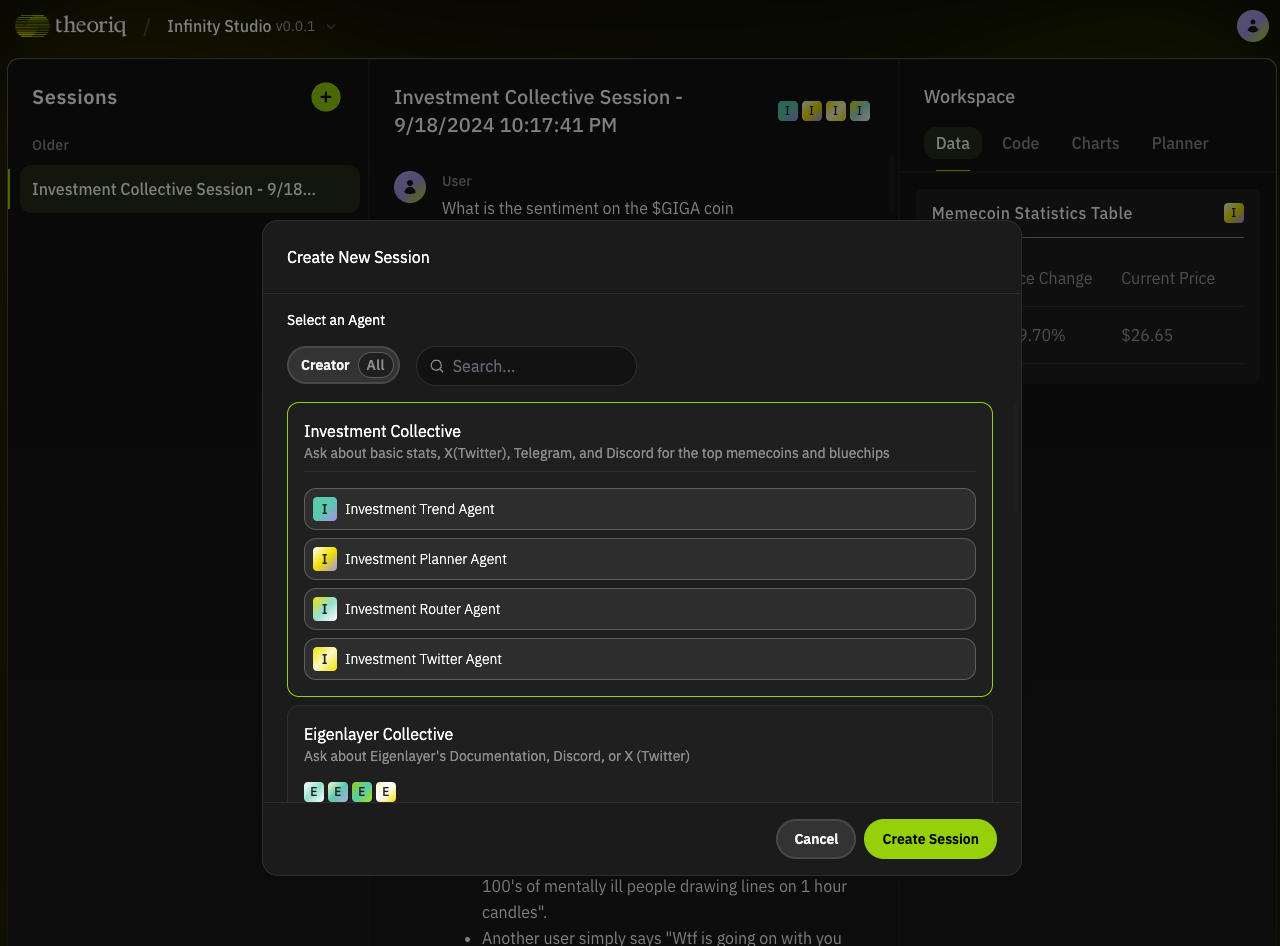 theoriq / Infinity Studio v0.0.1
Sessions
+
Older
Investment Collective Session - 9/18...
Investment Collective Session -
9/18/2024 10:17:41 PM
I I I I
User
What is the sentiment on the $GIGA coin
Workspace
Data Code Charts Planner
Memecoin Statistics Table I
ce Change Current Price
9.70% $26.65
Create New Session
Select an Agent
Creator All Search...
Investment Collective
Ask about basic stats, X(Twitter), Telegram, and Discord for the top memecoins and bluechips
I Investment Trend Agent
I Investment Planner Agent
I Investment Router Agent
I Investment Twitter Agent
Eigenlayer Collective
Ask about Eigenlayer's Documentation, Discord, or X (Twitter)
E E E E
Cancel Create Session
100's of mentally ill people drawing lines on 1 hour
candles".
• Another user simply says "Wtf is going on with you